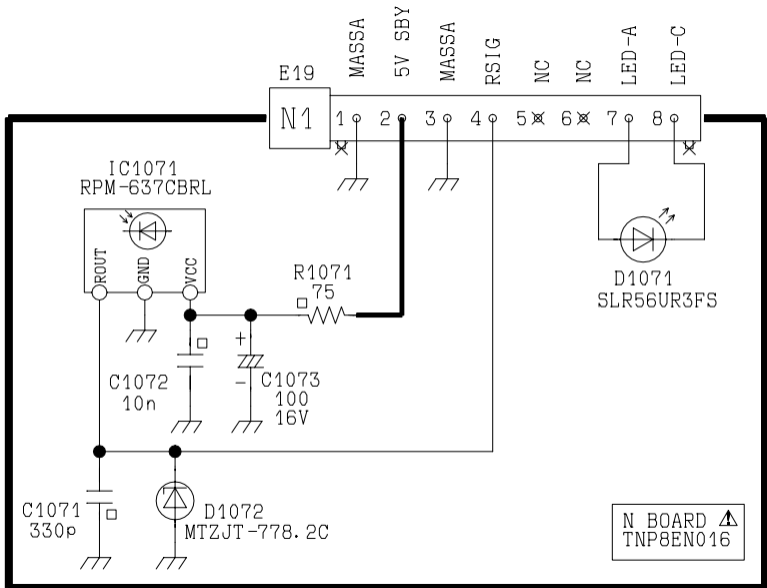 E19
N1
MASSA
5V SBY
MASSA
RSIG
NC
NC
LED-A
LED-C
1 2 3 4 5 6 7 8
IC1071
RPM-637CBRL
ROUT
GND
VCC
R1071
75
D1071
SLR56UR3FS
C1072
10n
+
-
C1073
100
16V
C1071
330p
D1072
MTZJT-778.2C
N BOARD ⚠
TNP8EN016